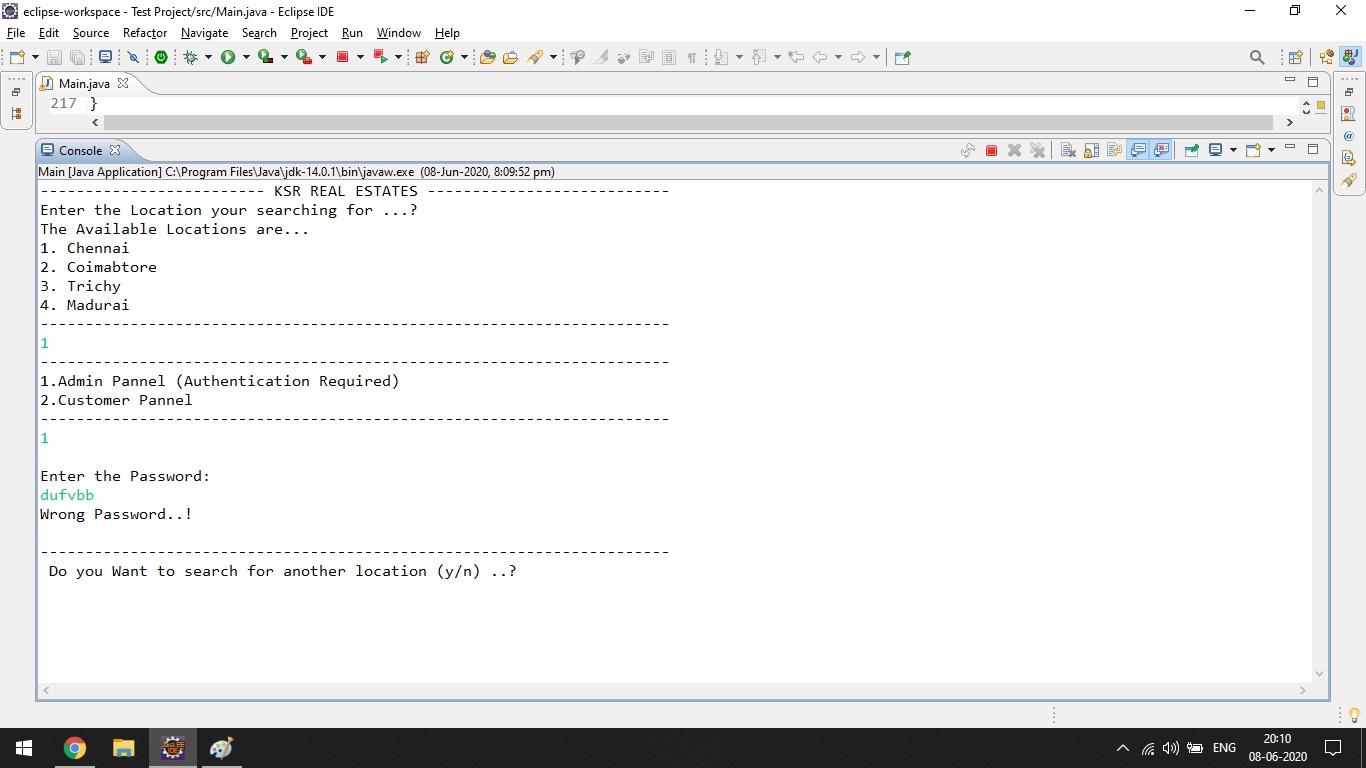 eclipse-workspace - Test Project/src/Main.java - Eclipse IDE
File Edit Source Refactor Navigate Search Project Run Window Help
Main.java
217 }
Console
Main [Java Application] C:\Program Files\Java\jdk-14.0.1\bin\javaw.exe (08-Jun-2020, 8:09:52 pm)
------------------------- KSR REAL ESTATES ---------------------------
Enter the Location your searching for ...?
The Available Locations are...
1. Chennai
2. Coimabtore
3. Trichy
4. Madurai
----------------------------------------------------------------------
1
----------------------------------------------------------------------
1.Admin Pannel (Authentication Required)
2.Customer Pannel
----------------------------------------------------------------------
1
Enter the Password:
dufvbb
Wrong Password..!
----------------------------------------------------------------------
Do you Want to search for another location (y/n) ..?
ENG
20:10
08-06-2020